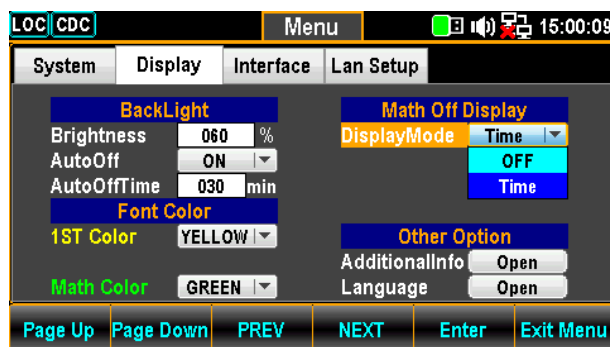 LOC CDC Menu 15:00:09
System Display Interface Lan Setup
BackLight
Brightness 060 %
AutoOff ON
AutoOffTime 030 min
Font Color
1ST Color YELLOW
Math Color GREEN
Math Off Display
DisplayMode Time
OFF
Time
Other Option
AdditionalInfo Open
Language Open
Page Up Page Down PREV NEXT Enter Exit Menu